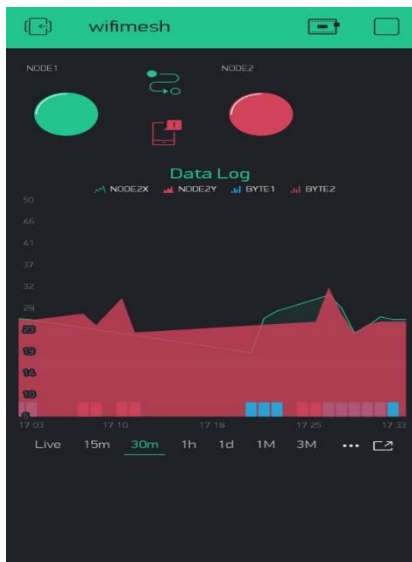 wifimesh
NODE1
NODE2
Data Log
NODE2X NODE2Y BYTE1 BYTE2
50
46
41
37
32
28
23
19
14
10
17:03 17:10 17:18 17:25 17:33
Live 15m 30m 1h 1d 1M 3M ...